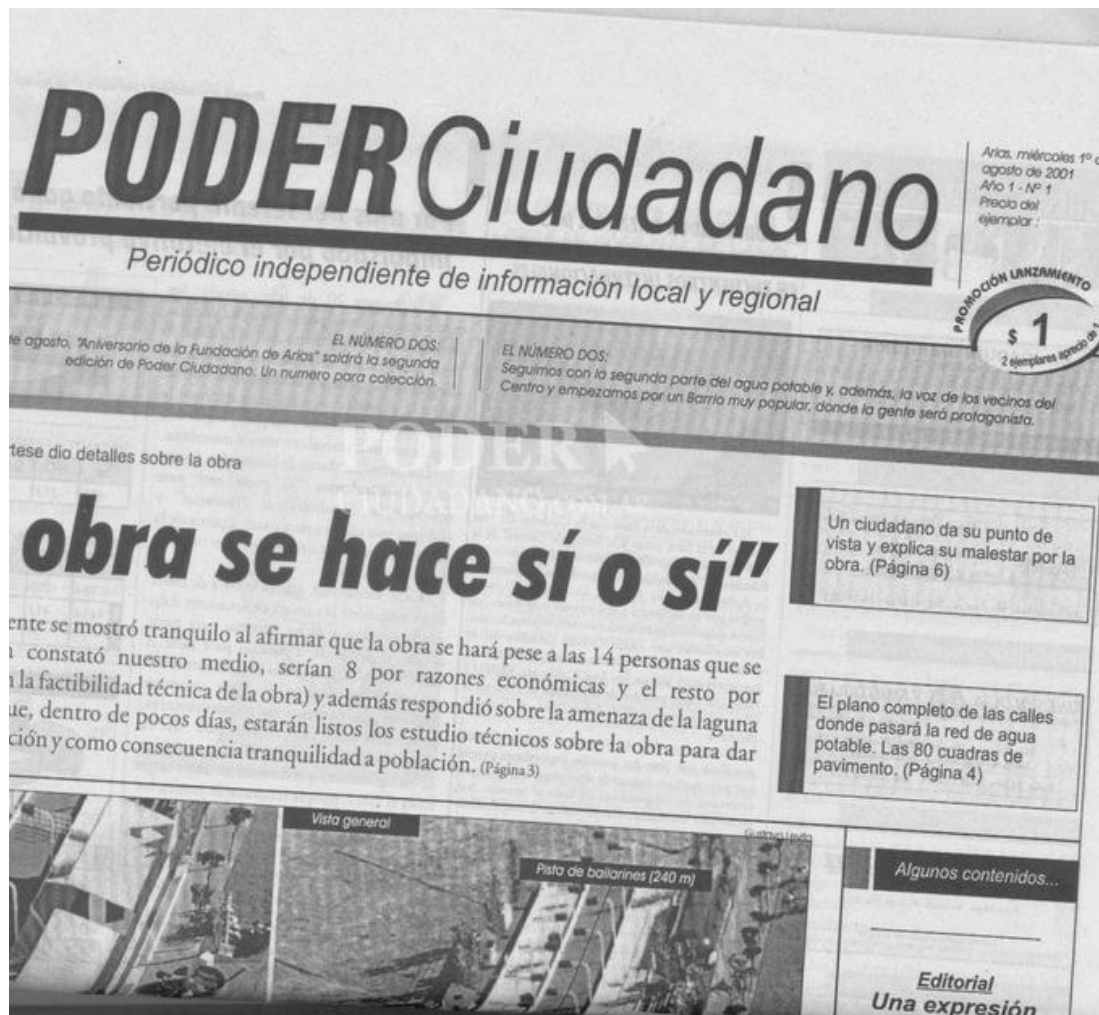 PODER Ciudadano
Periódico independiente de información local y regional
Arias, miércoles 1º
agosto de 2001
Año 1 - Nº 1
Precio del
ejemplar :
PROMOCIÓN LANZAMIENTO
$ 1
2 ejemplares aprecio de 1
EL NÚMERO DOS:
de agosto, "Aniversario de la Fundación de Arias" saldrá la segunda
edición de Poder Ciudadano. Un numero para colección.
EL NÚMERO DOS:
Seguimos con la segunda parte del agua potable y, además, la voz de los vecinos del
Centro y empezamos por un Barrio muy popular, donde la gente será protagonista.
PODER
CIUDADANO
tese dio detalles sobre la obra
obra se hace sí o sí”
ente se mostró tranquilo al afirmar que la obra se hará pese a las 14 personas que se
constató nuestro medio, serían 8 por razones económicas y el resto por
la factibilidad técnica de la obra) y además respondió sobre la amenaza de la laguna
ue, dentro de pocos días, estarán listos los estudio técnicos sobre la obra para dar
ción y como consecuencia tranquilidad a población. (Página 3)
Un ciudadano da su punto de
vista y explica su malestar por la
obra. (Página 6)
El plano completo de las calles
donde pasará la red de agua
potable. Las 80 cuadras de
pavimento. (Página 4)
Vista general
Pista de bailarines (240 m)
Algunos contenidos...
Editorial
Una expresión